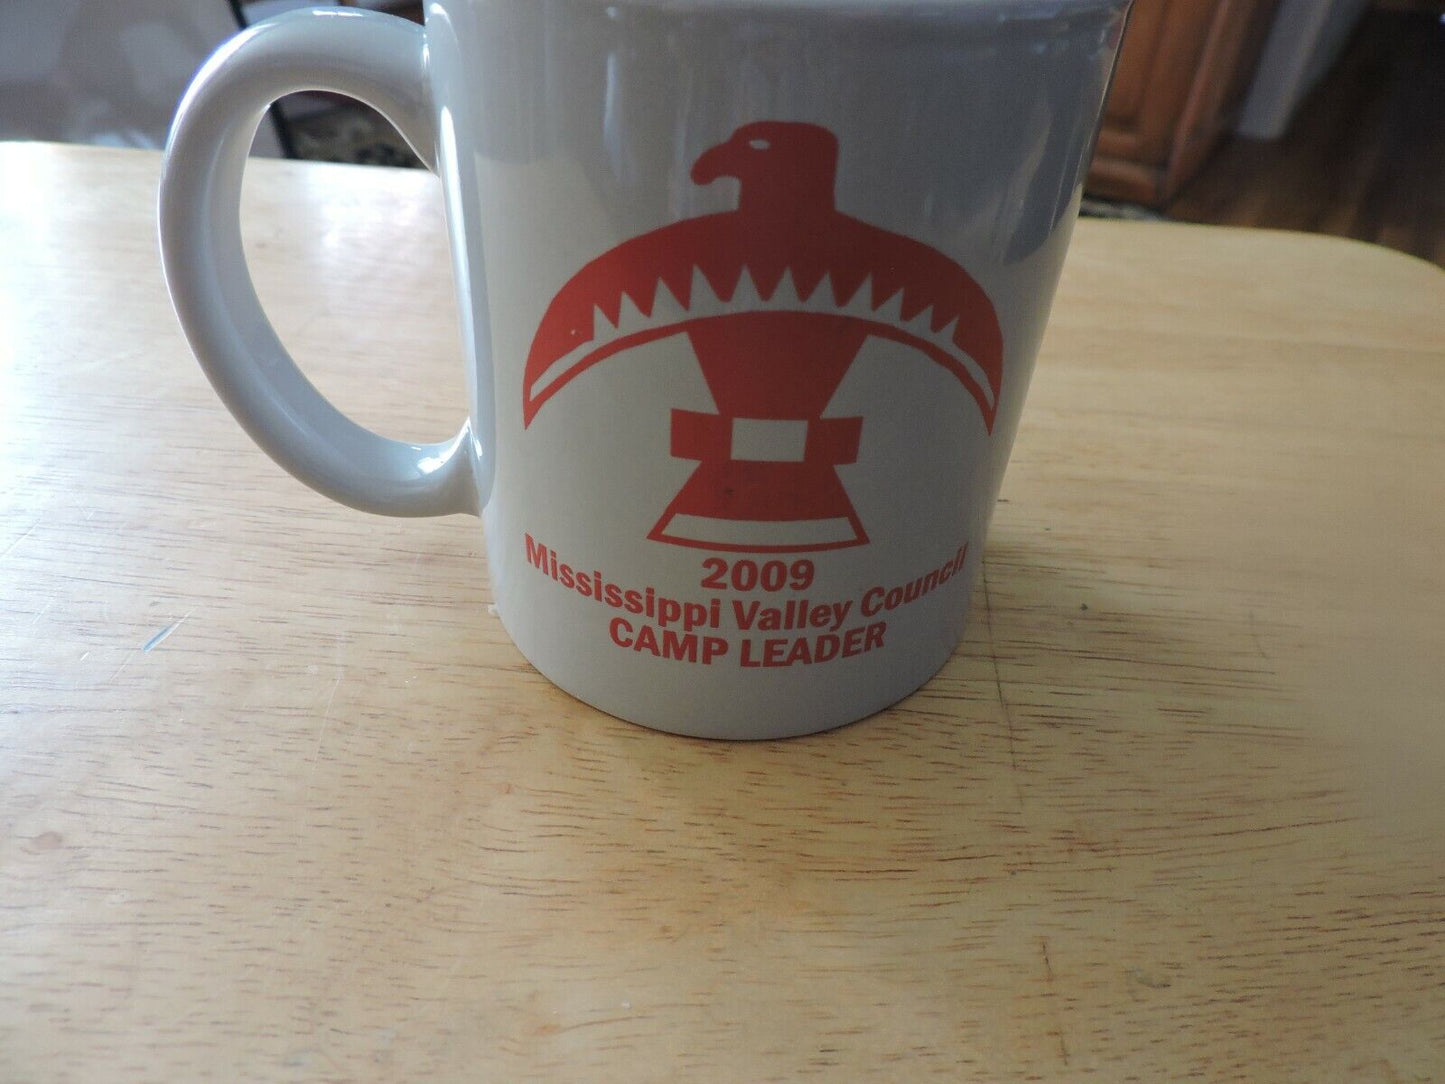 2009
Mississippi Valley Council
CAMP LEADER